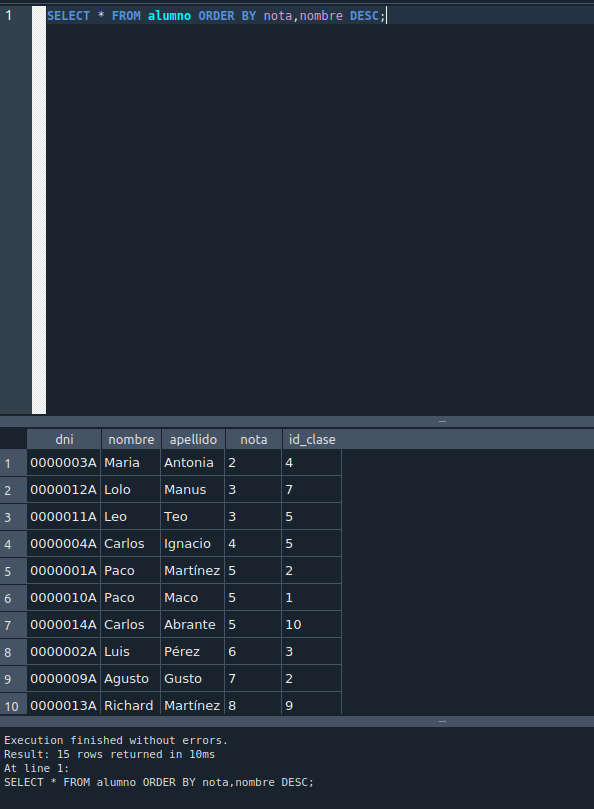 1 SELECT * FROM alumno ORDER BY nota,nombre DESC;
dni nombre apellido nota id_clase
1 0000003A Maria Antonia 2 4
2 0000012A Lolo Manus 3 7
3 0000011A Leo Teo 3 5
4 0000004A Carlos Ignacio 4 5
5 0000001A Paco Martínez 5 2
6 0000010A Paco Maco 5 1
7 0000014A Carlos Abrante 5 10
8 0000002A Luis Pérez 6 3
9 0000009A Agusto Gusto 7 2
10 0000013A Richard Martínez 8 9
Execution finished without errors.
Result: 15 rows returned in 10ms
At line 1:
SELECT * FROM alumno ORDER BY nota,nombre DESC;